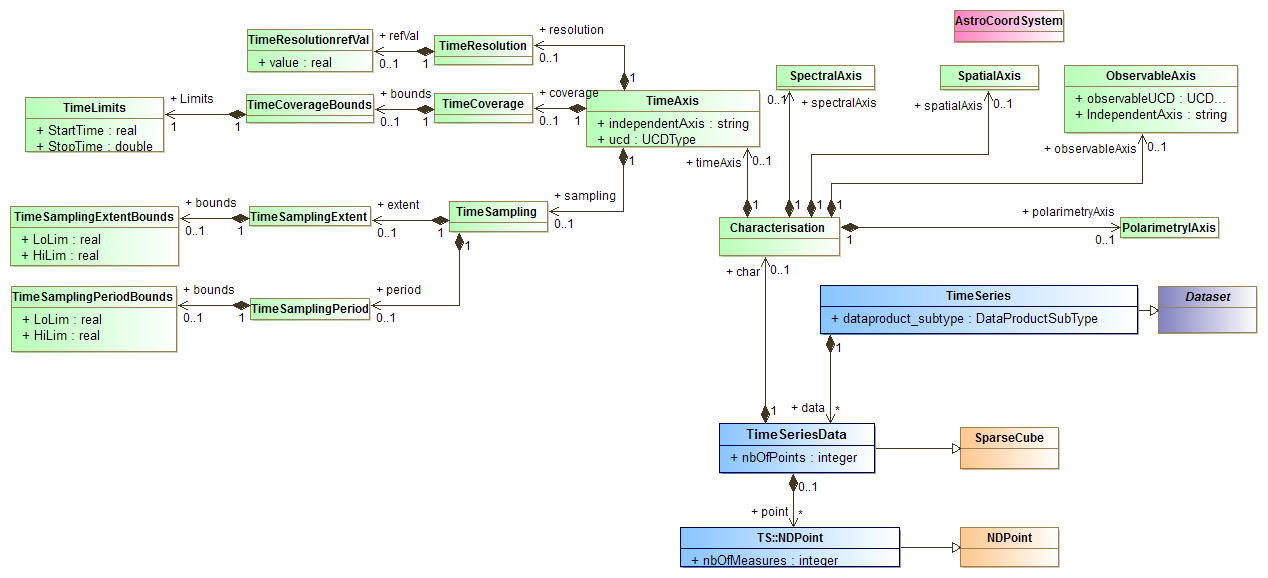 AstroCoordSystem
TimeResolutionrefVal
+ value : real
+ refVal
0..1
1
TimeResolution
+ resolution
0..1
1
TimeLimits
+ StartTime : real
+ StopTime : double
+ Limits
1
1
TimeCoverageBounds
+ bounds
0..1
1
TimeCoverage
+ coverage
0..1
1
TimeAxis
+ independentAxis : string
+ ucd : UCDType
1
SpectralAxis
0..1
+ spectralAxis
SpatialAxis
+ spatialAxis
0..1
ObservableAxis
+ observableUCD : UCD...
+ IndependentAxis : string
+ observableAxis
0..1
+ timeAxis
0..1
+ sampling
0..1
TimeSamplingExtentBounds
+ LoLim : real
+ HiLim : real
+ bounds
0..1
1
TimeSamplingExtent
+ extent
0..1
1
TimeSampling
1
1
1
1
1
Characterisation
1
+ polarimetryAxis
0..1
PolarimetrylAxis
+ char
0..1
TimeSamplingPeriodBounds
+ LoLim : real
+ HiLim : real
+ bounds
0..1
1
TimeSamplingPeriod
+ period
0..1
TimeSeries
+ dataproduct_subtype : DataProductSubType
Dataset
1
+ data
*
1
TimeSeriesData
+ nbOfPoints : integer
SparseCube
0..1
+ point
*
TS::NDPoint
+ nbOfMeasures : integer
NDPoint